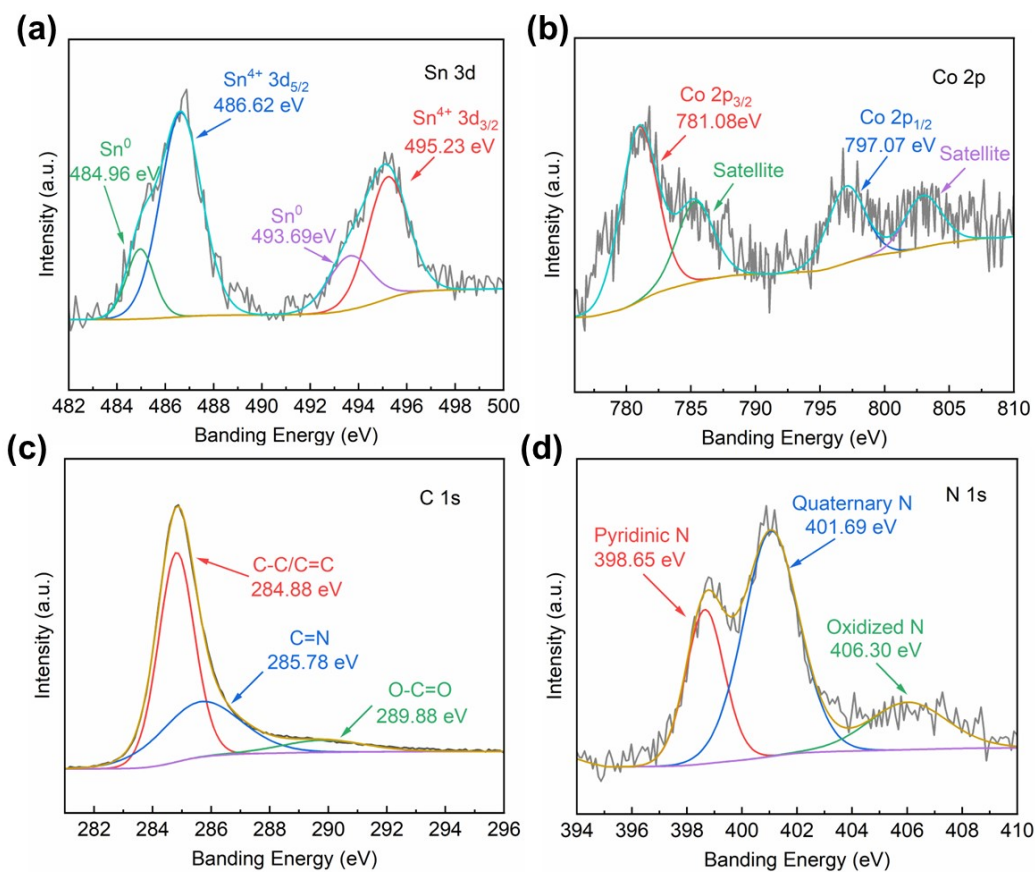 (a)
Sn 3d
Sn⁴⁺ 3d₅/₂
486.62 eV
Sn⁴⁺ 3d₃/₂
495.23 eV
Sn⁰
484.96 eV
Sn⁰
493.69eV
Intensity (a.u.)
482 484 486 488 490 492 494 496 498 500
Banding Energy (eV)
(b)
Co 2p
Co 2p₃/₂
781.08eV
Co 2p₁/₂
797.07 eV
Satellite
Satellite
Intensity (a.u.)
780 785 790 795 800 805 810
Banding Energy (eV)
(c)
C 1s
C-C/C=C
284.88 eV
C=N
285.78 eV
O-C=O
289.88 eV
Intensity (a.u.)
282 284 286 288 290 292 294 296
Banding Energy (eV)
(d)
N 1s
Quaternary N
401.69 eV
Pyridinic N
398.65 eV
Oxidized N
406.30 eV
Intensity (a.u.)
394 396 398 400 402 404 406 408 410
Banding Energy (eV)